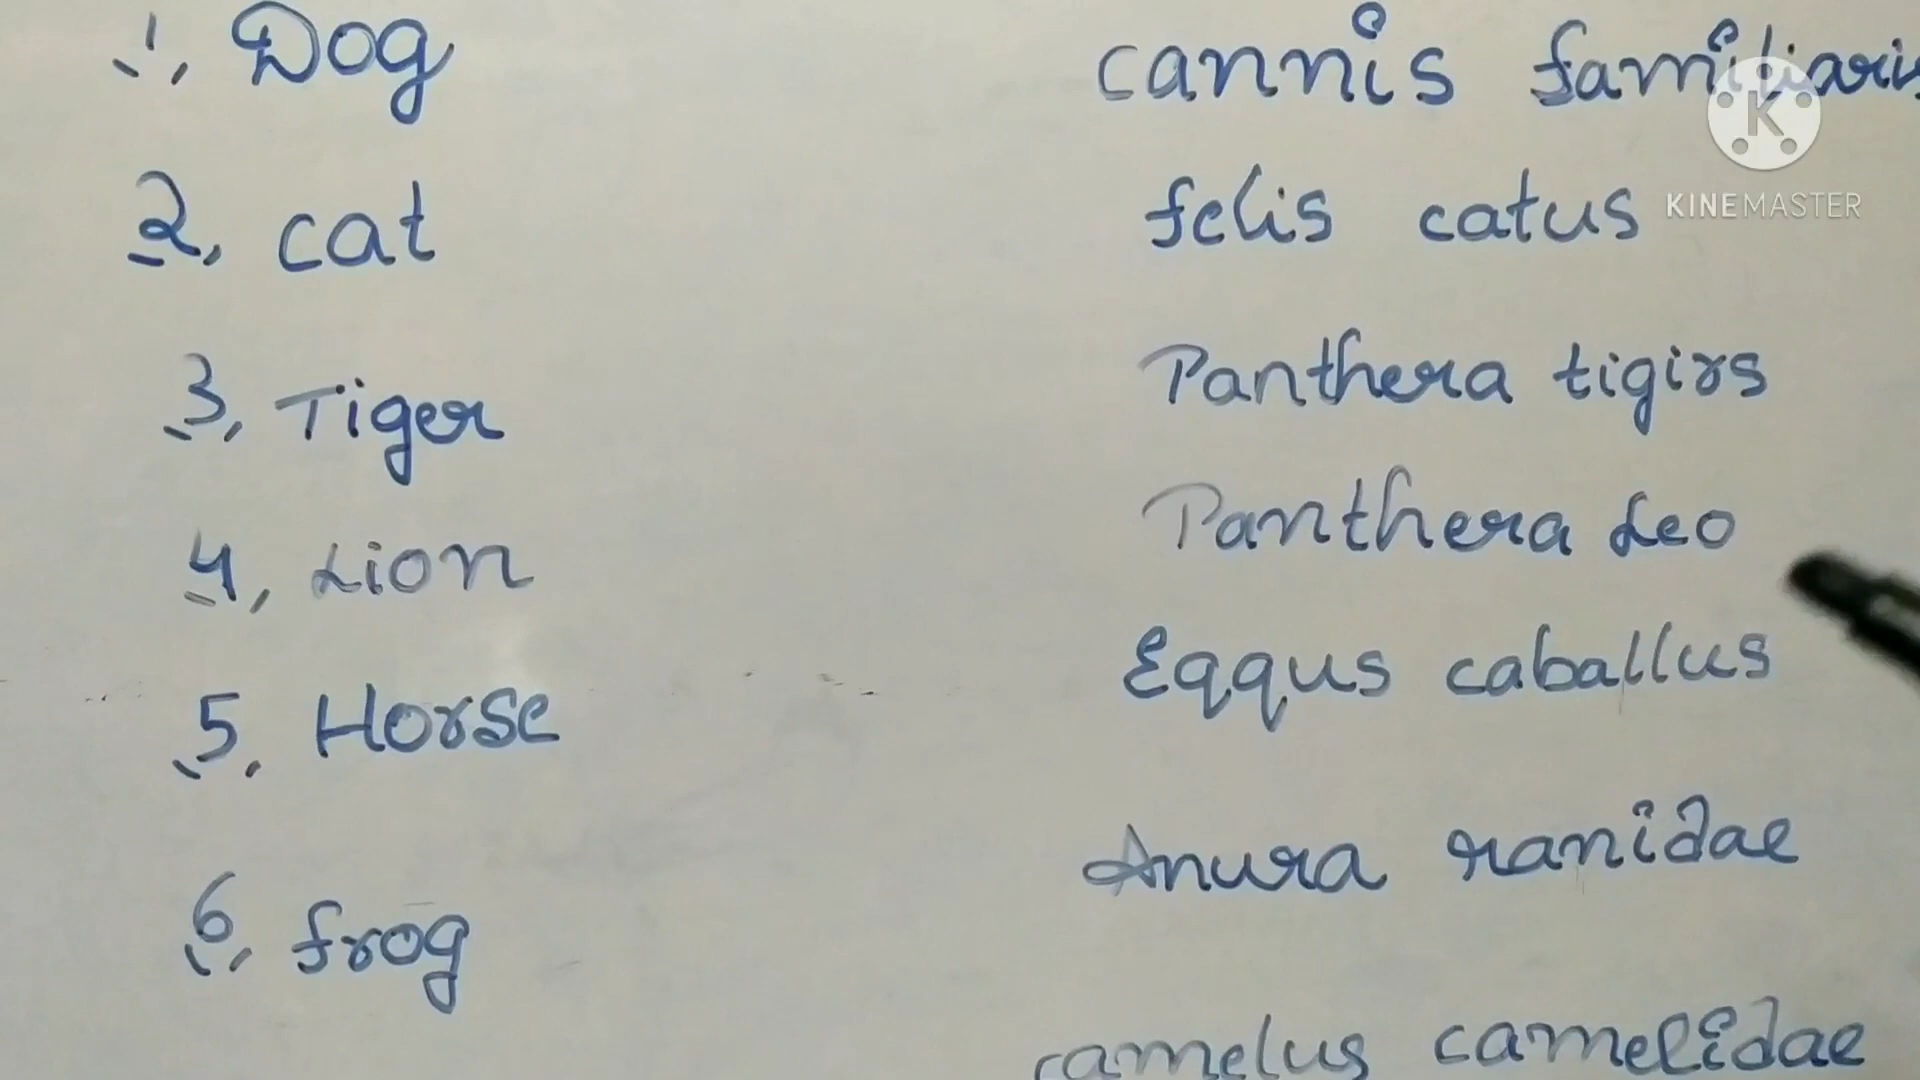 1, Dog cannis familiaris
2, cat felis catus
KINEMASTER
3, Tiger Panthera tigirs
4, Lion Panthera Leo
5, Horse Eqqus caballus
6, frog Anura ranidae
camelus camelidae